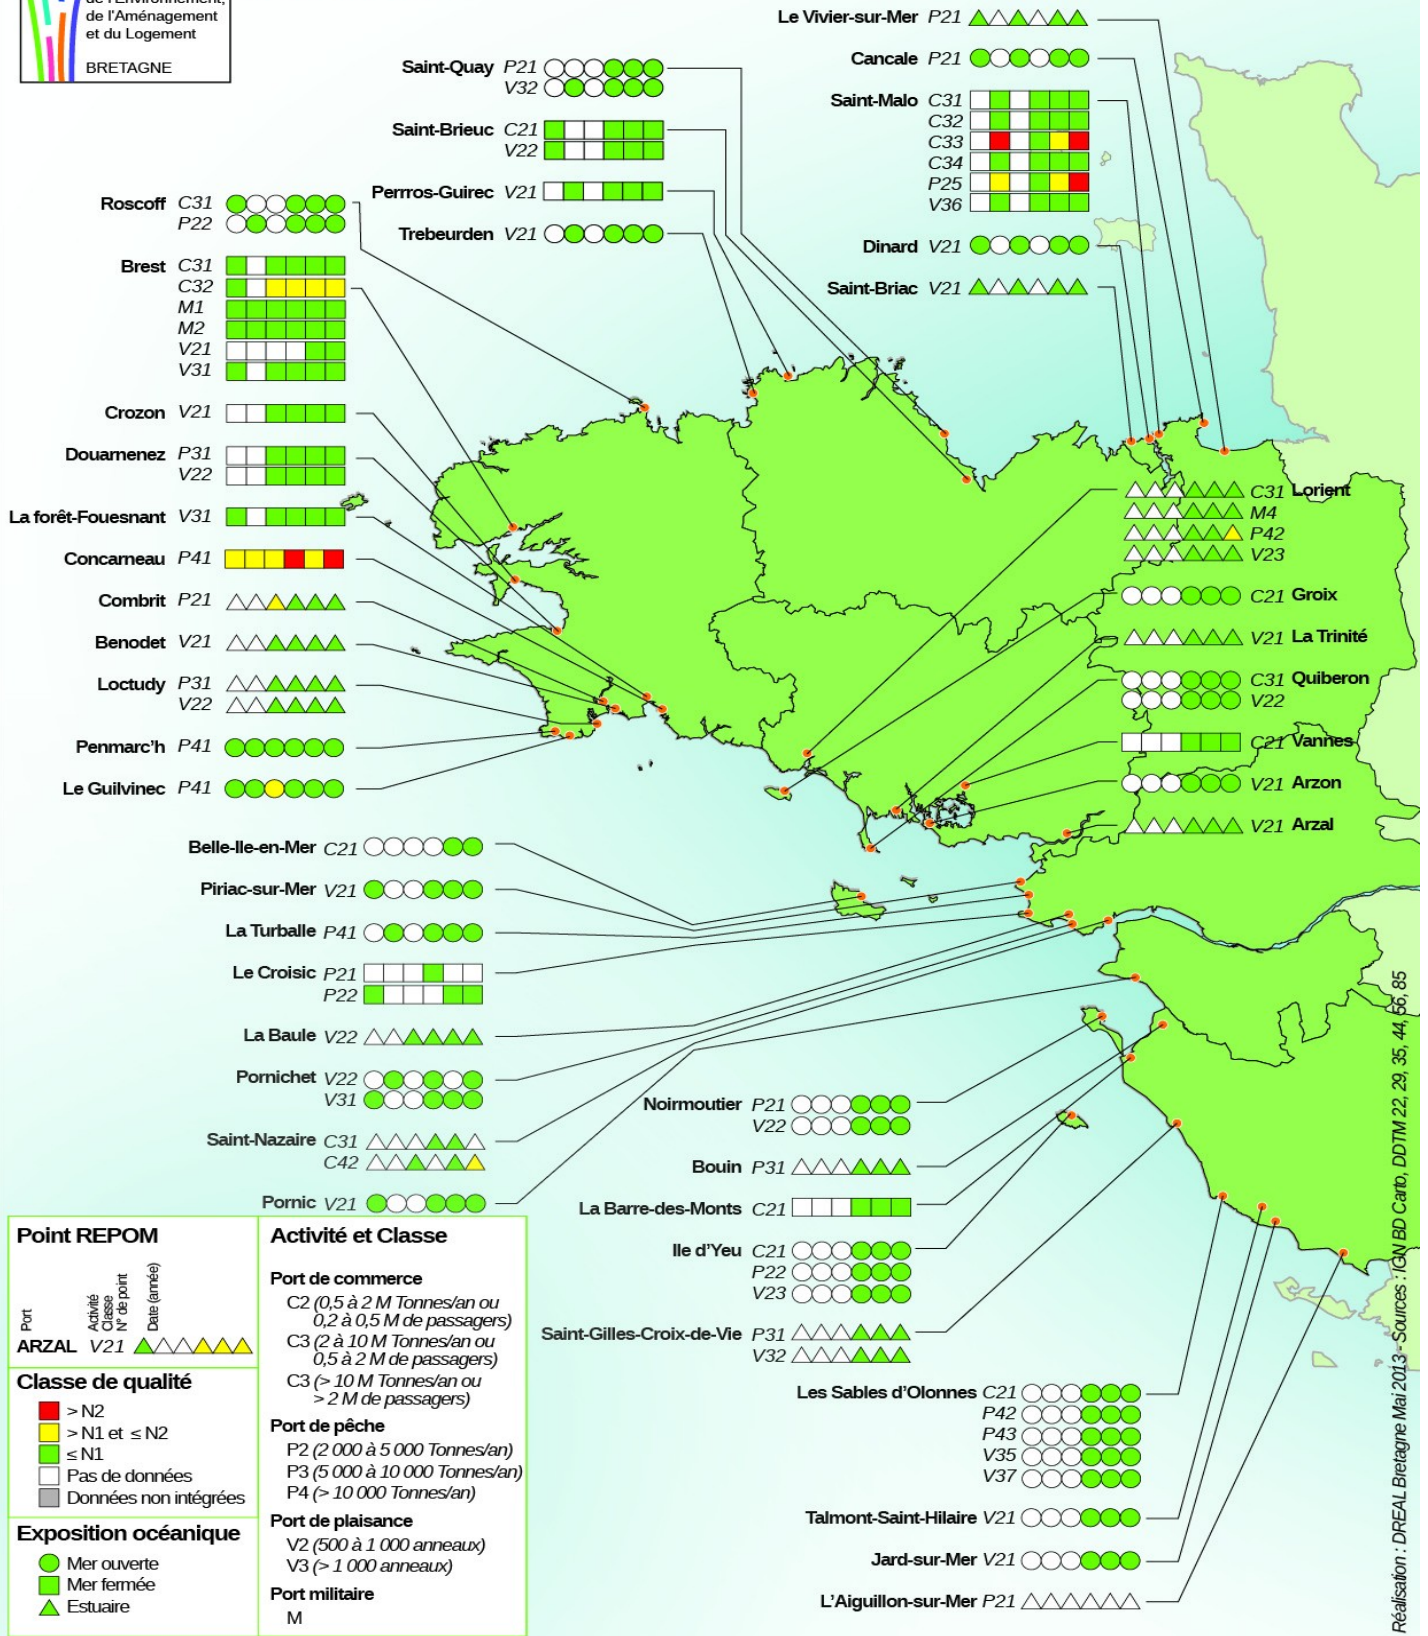 de l'Environnement,
de l'Aménagement
et du Logement
BRETAGNE
Saint-Quay P21
V32
Saint-Brieuc C21
V22
Perrros-Guirec V21
Trebeurden V21
Le Vivier-sur-Mer P21
Cancale P21
Saint-Malo C31
C32
C33
C34
P25
V36
Dinard V21
Saint-Briac V21
Roscoff C31
P22
Brest C31
C32
M1
M2
V21
V31
Crozon V21
Douarnenez P31
V22
La forêt-Fouesnant V31
Concarneau P41
Combrit P21
Benodet V21
Loctudy P31
V22
Penmarc'h P41
Le Guilvinec P41
C31 Lorient
M4
P42
V23
C21 Groix
V21 La Trinité
C31 Quiberon
V22
C21 Vannes
V21 Arzon
V21 Arzal
Belle-Ile-en-Mer C21
Piriac-sur-Mer V21
La Turballe P41
Le Croisic P21
P22
La Baule V22
Pornichet V22
V31
Saint-Nazaire C31
C42
Pornic V21
Noirmoutier P21
V22
Bouin P31
La Barre-des-Monts C21
Ile d'Yeu C21
P22
V23
Saint-Gilles-Croix-de-Vie P31
V32
Les Sables d'Olonnes C21
P42
P43
V35
V37
Talmont-Saint-Hilaire V21
Jard-sur-Mer V21
L'Aiguillon-sur-Mer P21
Point REPOM
Port
Activité
Classe
N° de point
Date (année)
ARZAL V21
Classe de qualité
> N2
> N1 et ≤ N2
≤ N1
Pas de données
Données non intégrées
Exposition océanique
Mer ouverte
Mer fermée
Estuaire
Activité et Classe
Port de commerce
C2 (0,5 à 2 M Tonnes/an ou
0,2 à 0,5 M de passagers)
C3 (2 à 10 M Tonnes/an ou
0,5 à 2 M de passagers)
C3 (> 10 M Tonnes/an ou
> 2 M de passagers)
Port de pêche
P2 (2 000 à 5 000 Tonnes/an)
P3 (5 000 à 10 000 Tonnes/an)
P4 (> 10 000 Tonnes/an)
Port de plaisance
V2 (500 à 1 000 anneaux)
V3 (> 1 000 anneaux)
Port militaire
M
Réalisation : DREAL Bretagne Mai 2013 - Sources : IGN BD Carto, DDTM 22, 29, 35, 44, 56, 85